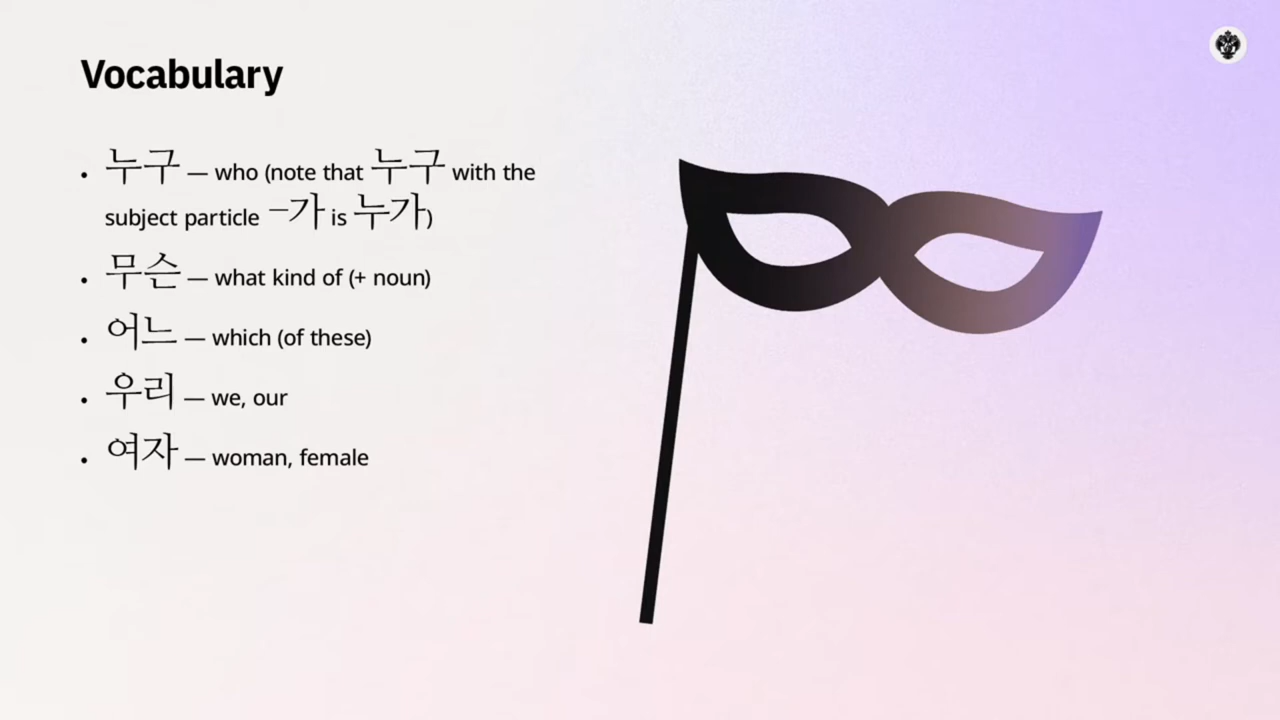 Vocabulary
• 누구 — who (note that 누구 with the
subject particle –가 is 누가)
• 무슨 — what kind of (+ noun)
• 어느 — which (of these)
• 우리 — we, our
• 여자 — woman, female